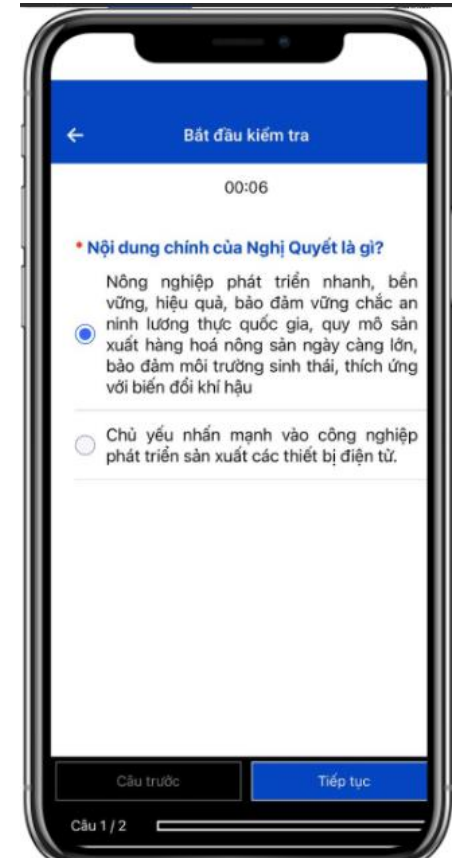 Bắt đầu kiểm tra
00:06
* Nội dung chính của Nghị Quyết là gì?
Nông nghiệp phát triển nhanh, bền
vững, hiệu quả, bảo đảm vững chắc an
ninh lương thực quốc gia, quy mô sản
xuất hàng hoá nông sản ngày càng lớn,
bảo đảm môi trường sinh thái, thích ứng
với biến đổi khí hậu
Chủ yếu nhấn mạnh vào công nghiệp
phát triển sản xuất các thiết bị điện tử.
Câu trước
Tiếp tục
Câu 1 / 2